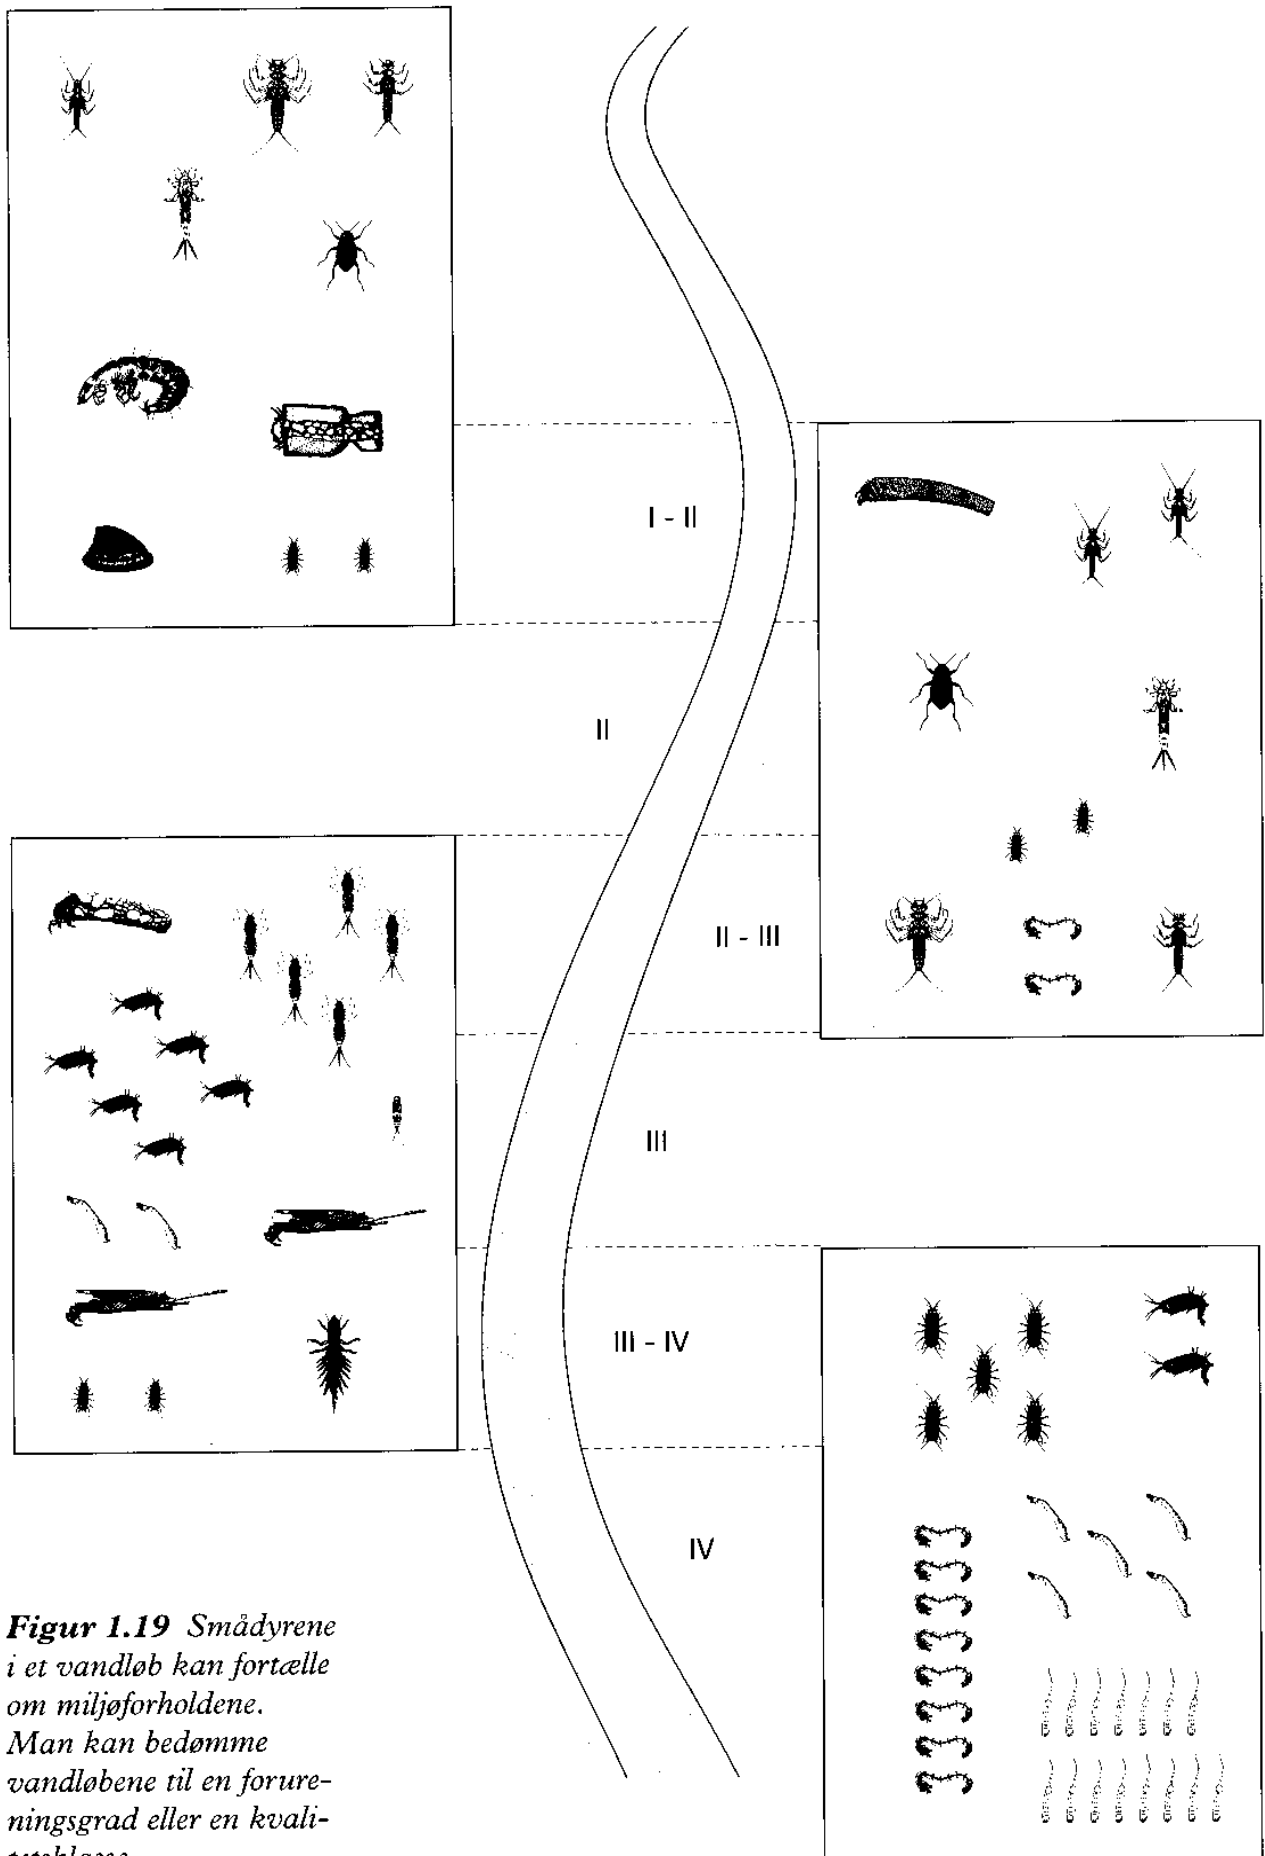 I - II
II
II - III
III
III - IV
IV
Figur 1.19 Smådyrene
i et vandløb kan fortælle
om miljøforholdene.
Man kan bedømme
vandløbene til en forure-
ningsgrad eller en kvali-